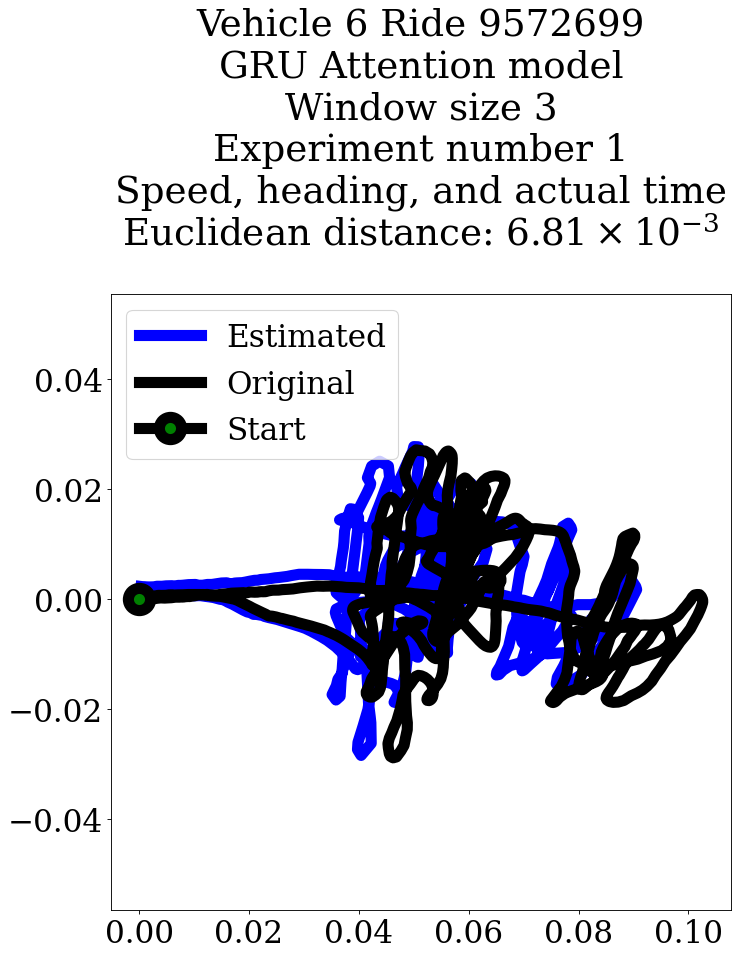 Vehicle 6 Ride 9572699
GRU Attention model
Window size 3
Experiment number 1
Speed, heading, and actual time
Euclidean distance: 6.81 × 10⁻³
Estimated
Original
Start
0.04
0.02
0.00
−0.02
−0.04
0.00 0.02 0.04 0.06 0.08 0.10